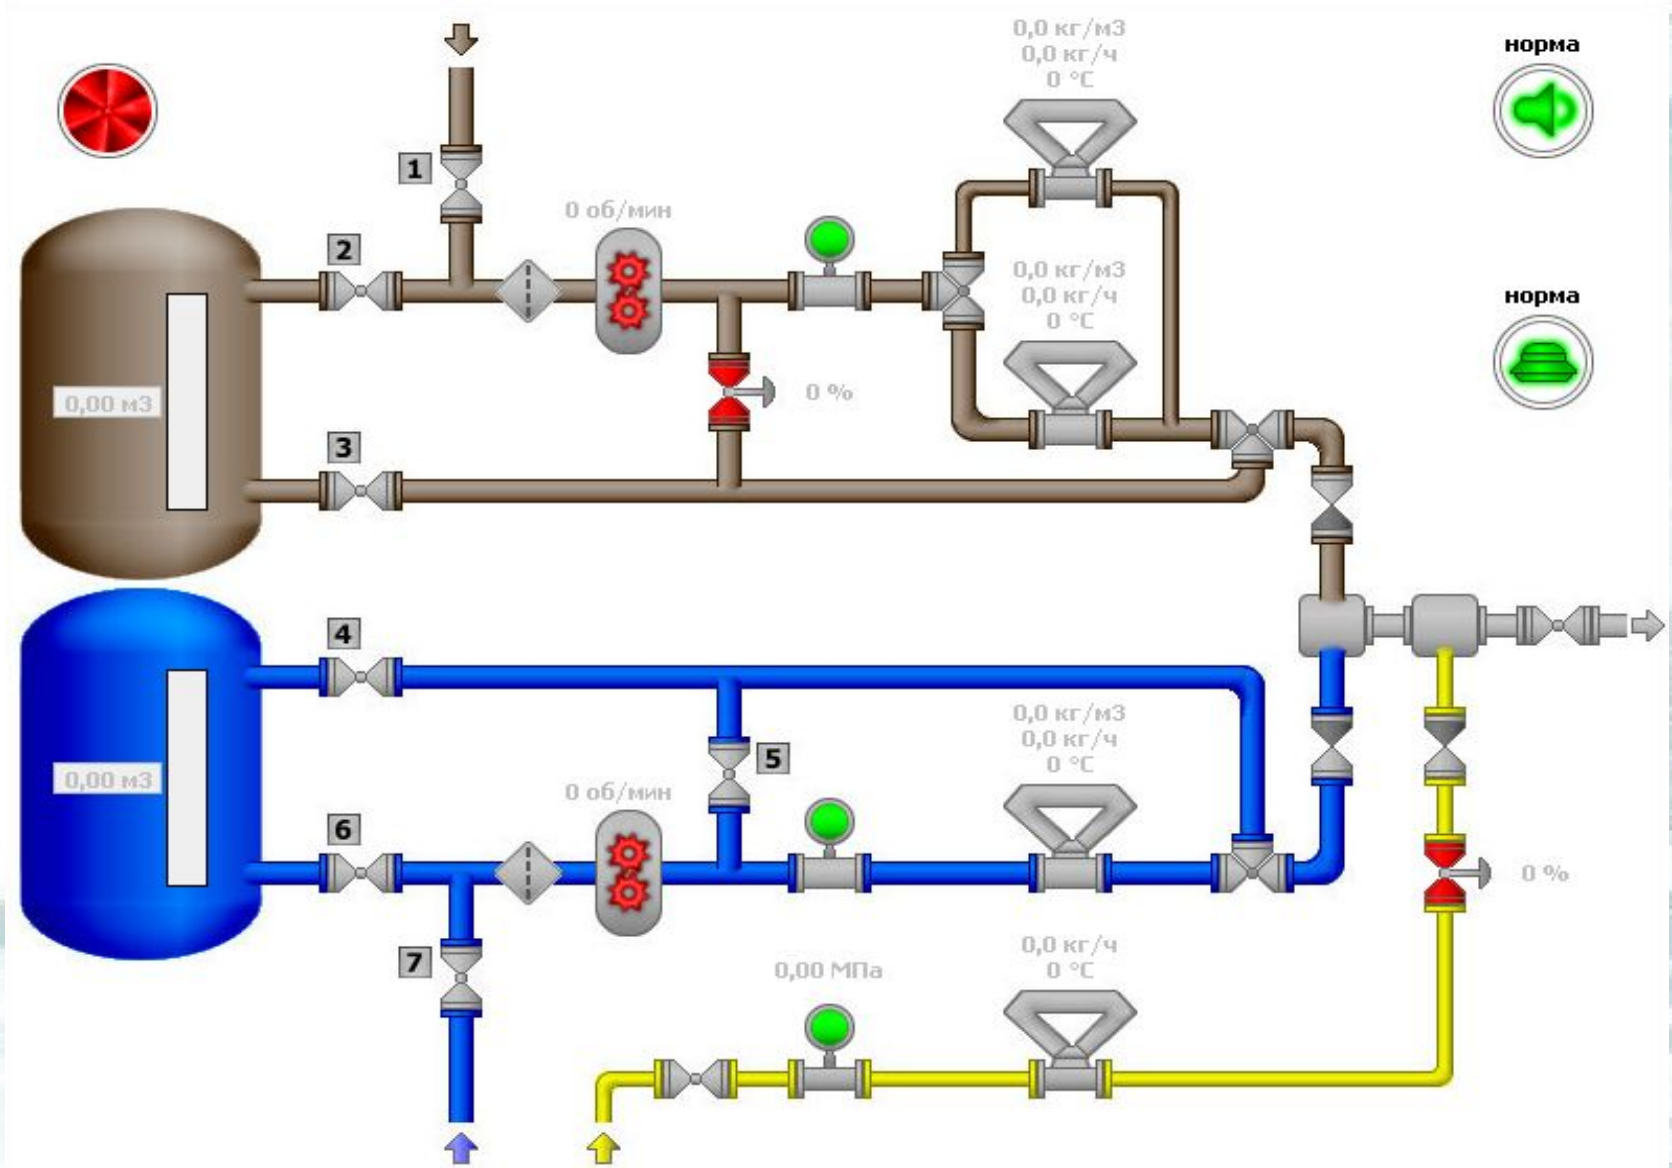 0,0 кг/м3
0,0 кг/ч
0 °C
норма
1
0 об/мин
2
0,0 кг/м3
0,0 кг/ч
0 °C
норма
0,00 м3
0 %
3
4
0,0 кг/м3
0,0 кг/ч
0 °C
5
0,00 м3
0 об/мин
6
0 %
7
0,00 МПа
0,0 кг/ч
0 °C